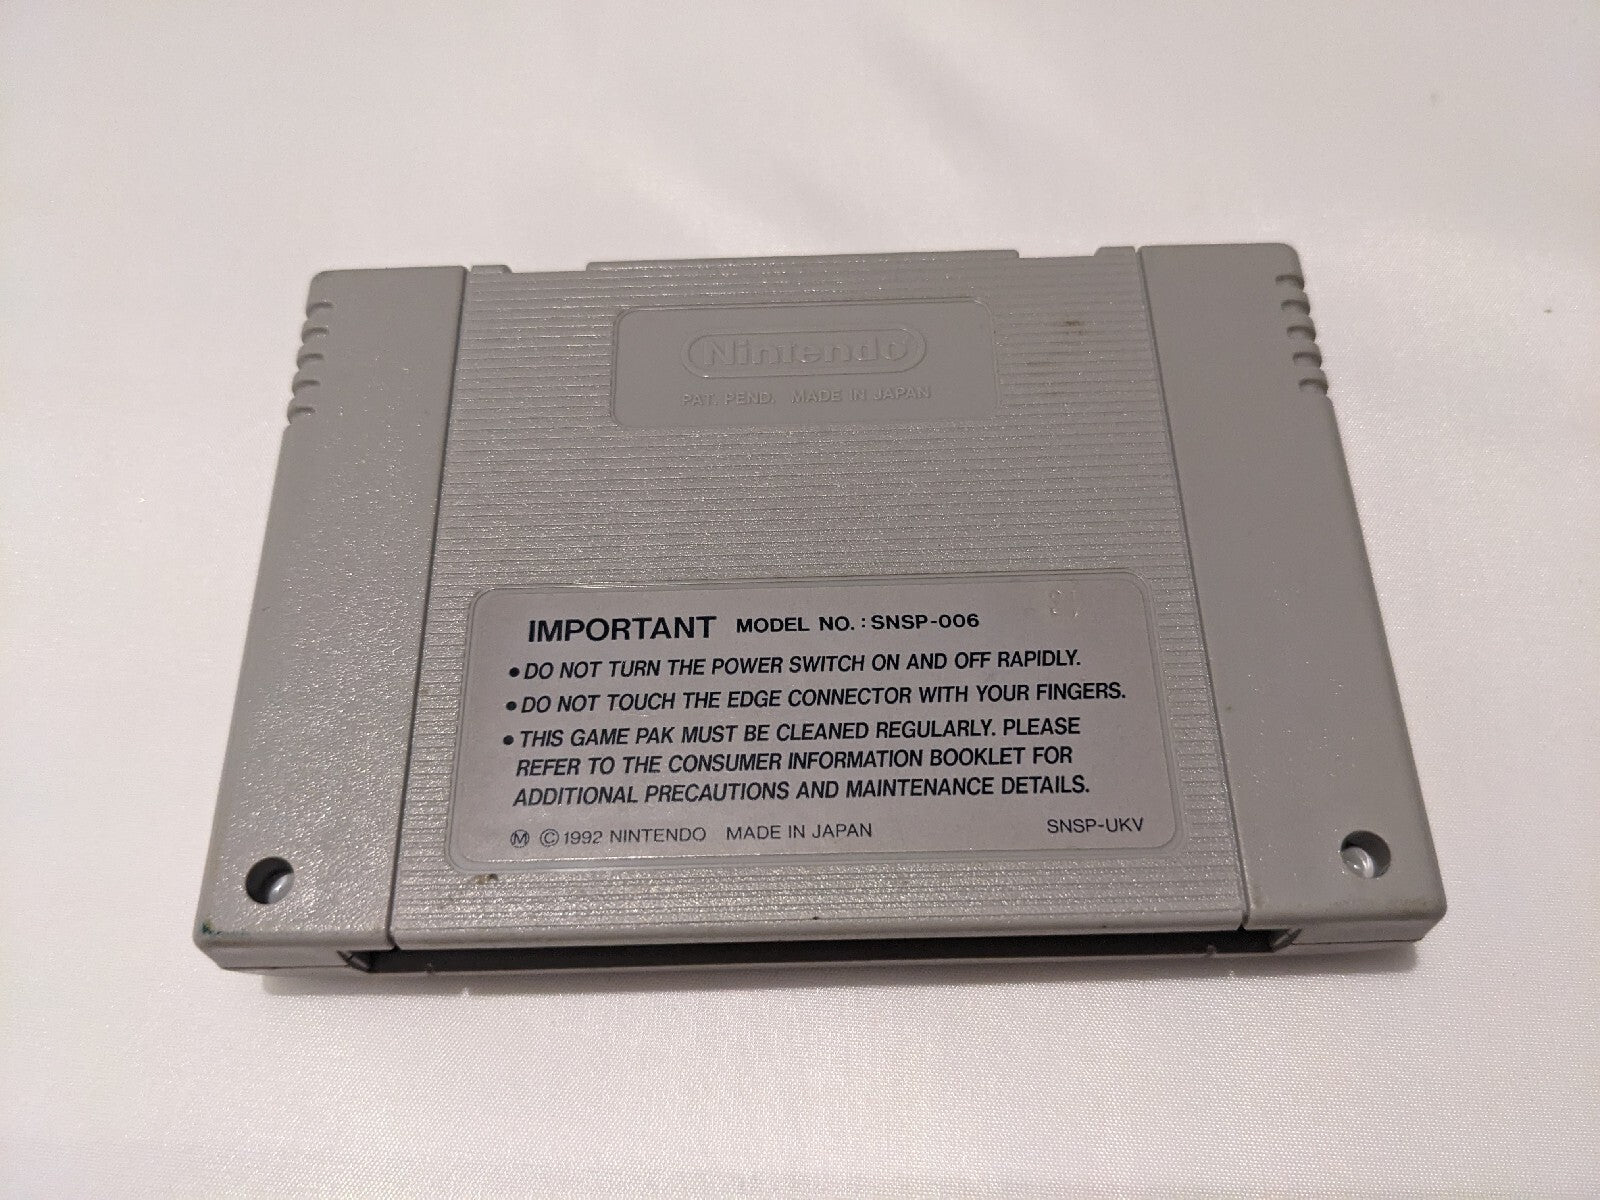 Nintendo
PAT. PEND. MADE IN JAPAN
IMPORTANT MODEL NO. : SNSP-006
● DO NOT TURN THE POWER SWITCH ON AND OFF RAPIDLY.
● DO NOT TOUCH THE EDGE CONNECTOR WITH YOUR FINGERS.
● THIS GAME PAK MUST BE CLEANED REGULARLY. PLEASE
REFER TO THE CONSUMER INFORMATION BOOKLET FOR
ADDITIONAL PRECAUTIONS AND MAINTENANCE DETAILS.
Ⓜ © 1992 NINTENDO MADE IN JAPAN SNSP-UKV